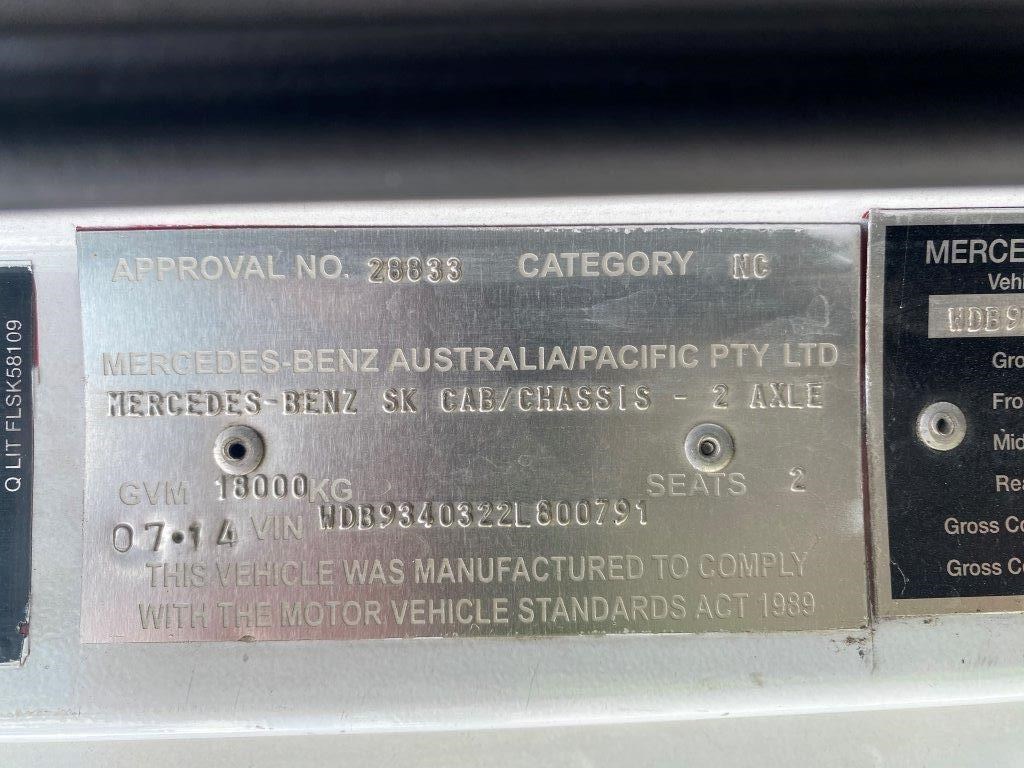 APPROVAL NO. 28833 CATEGORY NC
MERCEDES-BENZ AUSTRALIA/PACIFIC PTY LTD
MERCEDES-BENZ SK CAB/CHASSIS - 2 AXLE
GVM 18000 KG SEATS 2
07·14 VIN WDB9340322L800791
THIS VEHICLE WAS MANUFACTURED TO COMPLY
WITH THE MOTOR VEHICLE STANDARDS ACT 1989
Q LIT FLSK58109
MERCE
Vehi
WDB9
Gro
Fro
Mid
Rea
Gross Co
Gross Co